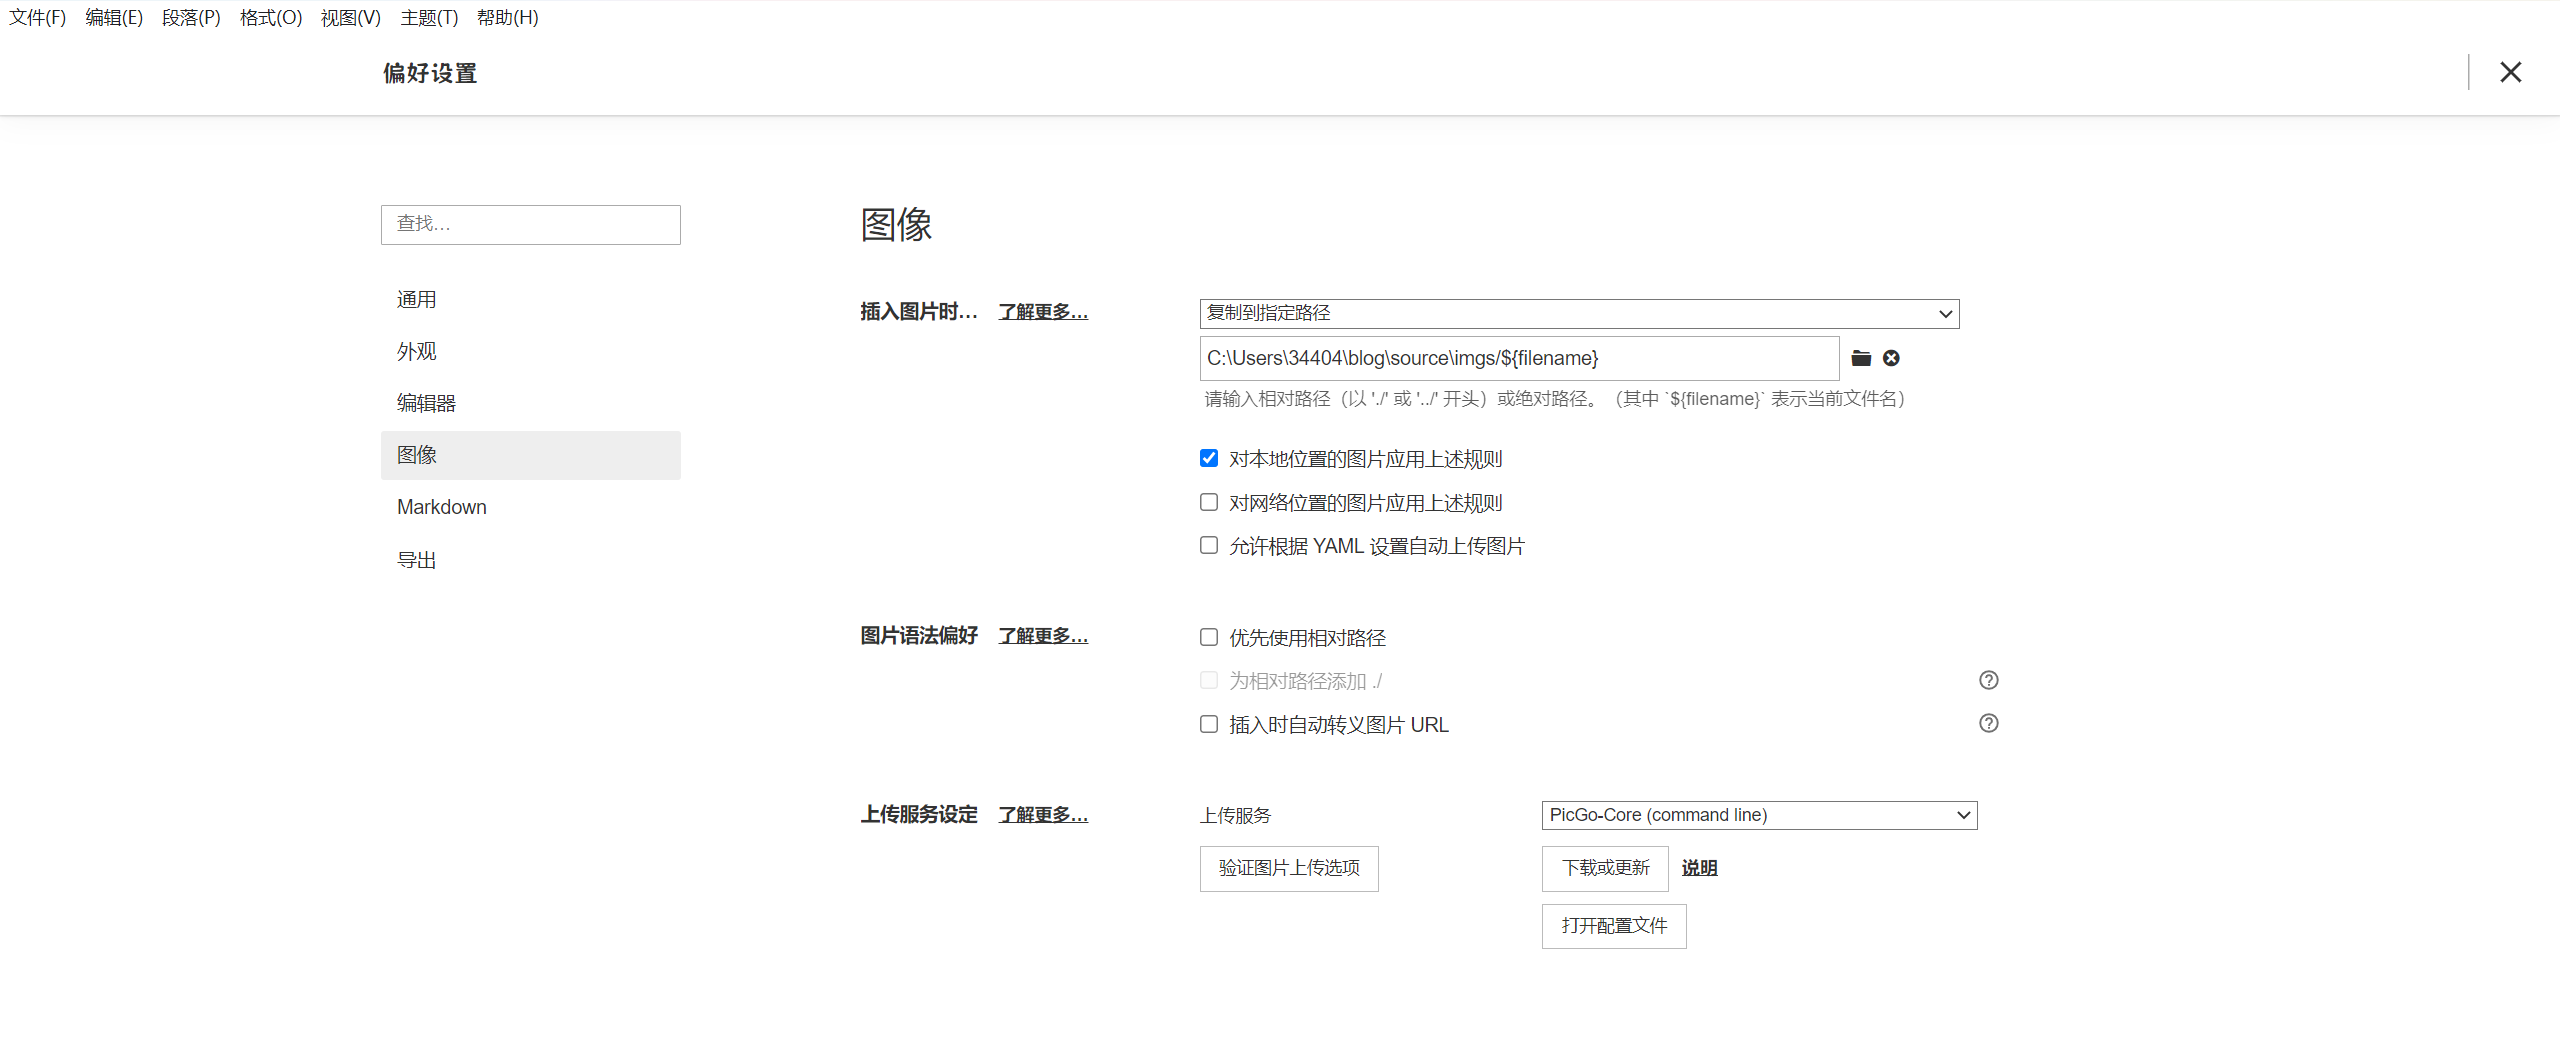 文件(F) 编辑(E) 段落(P) 格式(O) 视图(V) 主题(T) 帮助(H)
偏好设置
查找...
通用
外观
编辑器
图像
Markdown
导出
图像
插入图片时... 了解更多...
复制到指定路径
C:\Users\34404\blog\source\imgs/${filename}
请输入相对路径（以 './' 或 '../' 开头）或绝对路径。（其中 `${filename}` 表示当前文件名）
对本地位置的图片应用上述规则
对网络位置的图片应用上述规则
允许根据 YAML 设置自动上传图片
图片语法偏好 了解更多...
优先使用相对路径
为相对路径添加 ./
插入时自动转义图片 URL
上传服务设定 了解更多...
上传服务 PicGo-Core (command line)
验证图片上传选项 下载或更新 说明
打开配置文件